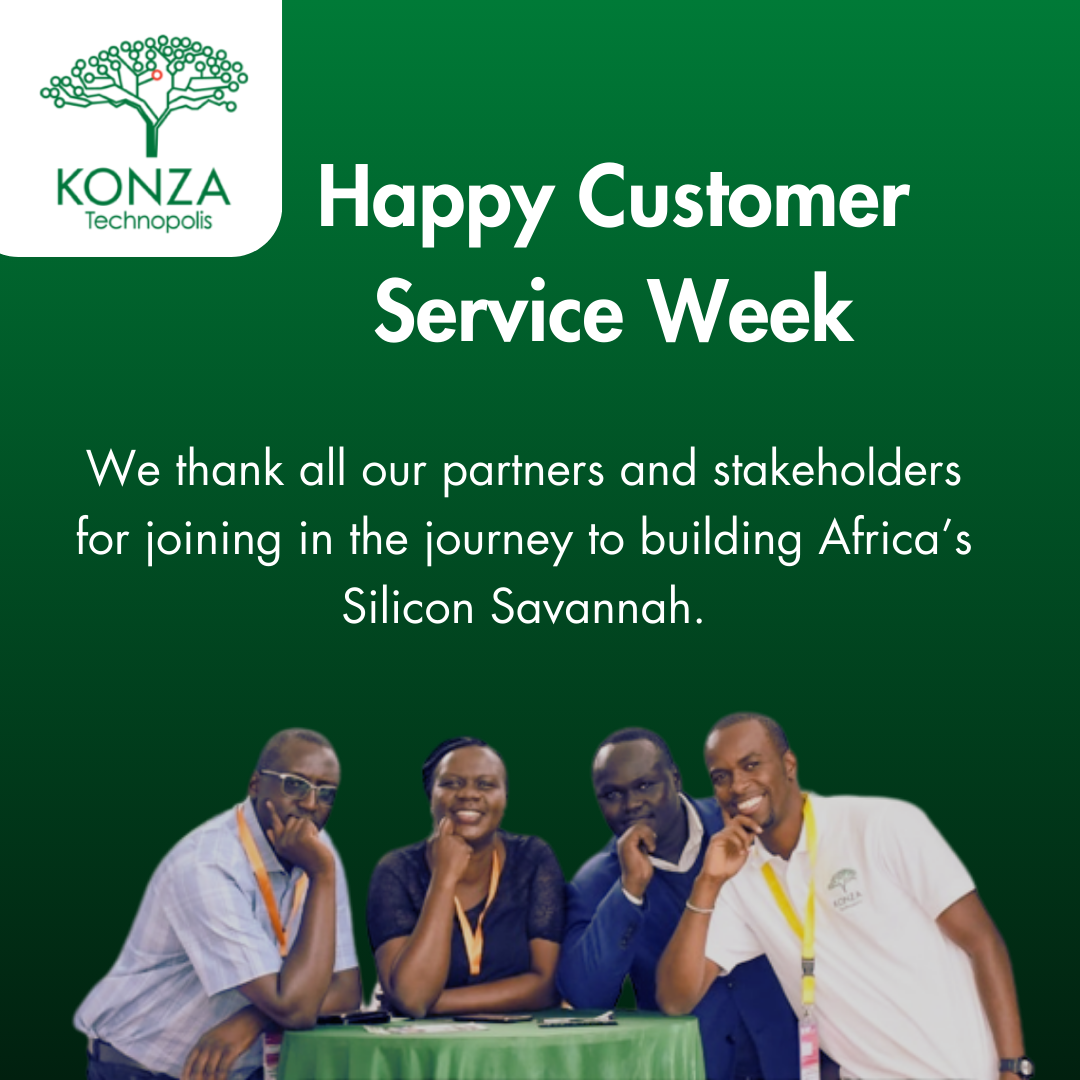 KONZA
Technopolis
Happy Customer
Service Week
We thank all our partners and stakeholders
for joining in the journey to building Africa’s
Silicon Savannah.
KONZA